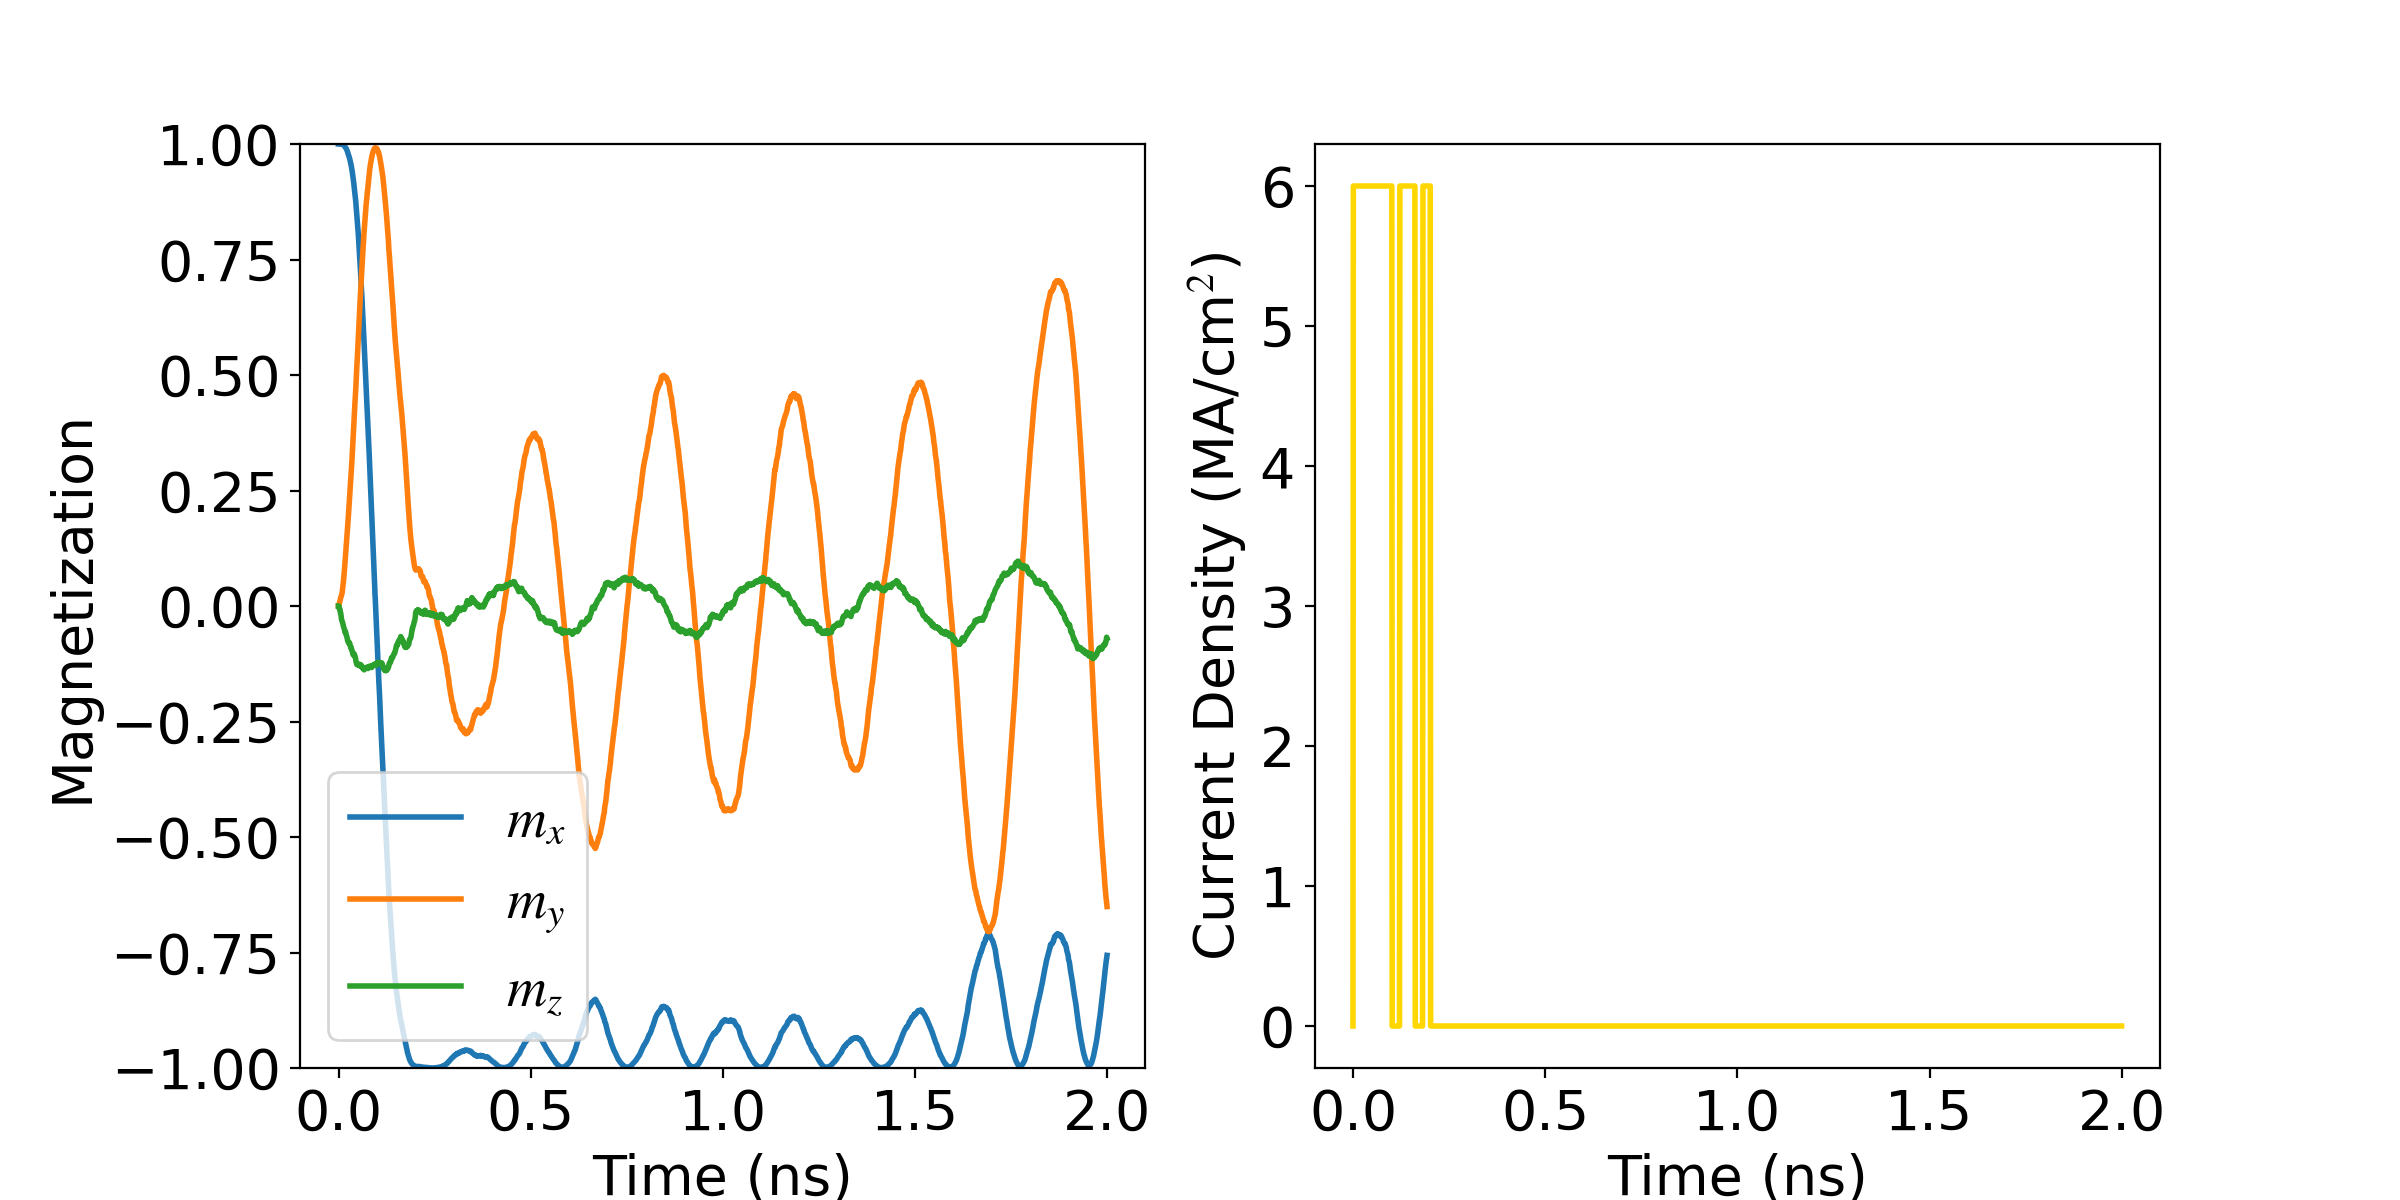 Magnetization
1.00
0.75
0.50
0.25
0.00
−0.25
−0.50
−0.75
−1.00
m_x
m_y
m_z
0.0 0.5 1.0 1.5 2.0
Time (ns)
Current Density (MA/cm²)
6
5
4
3
2
1
0
0.0 0.5 1.0 1.5 2.0
Time (ns)